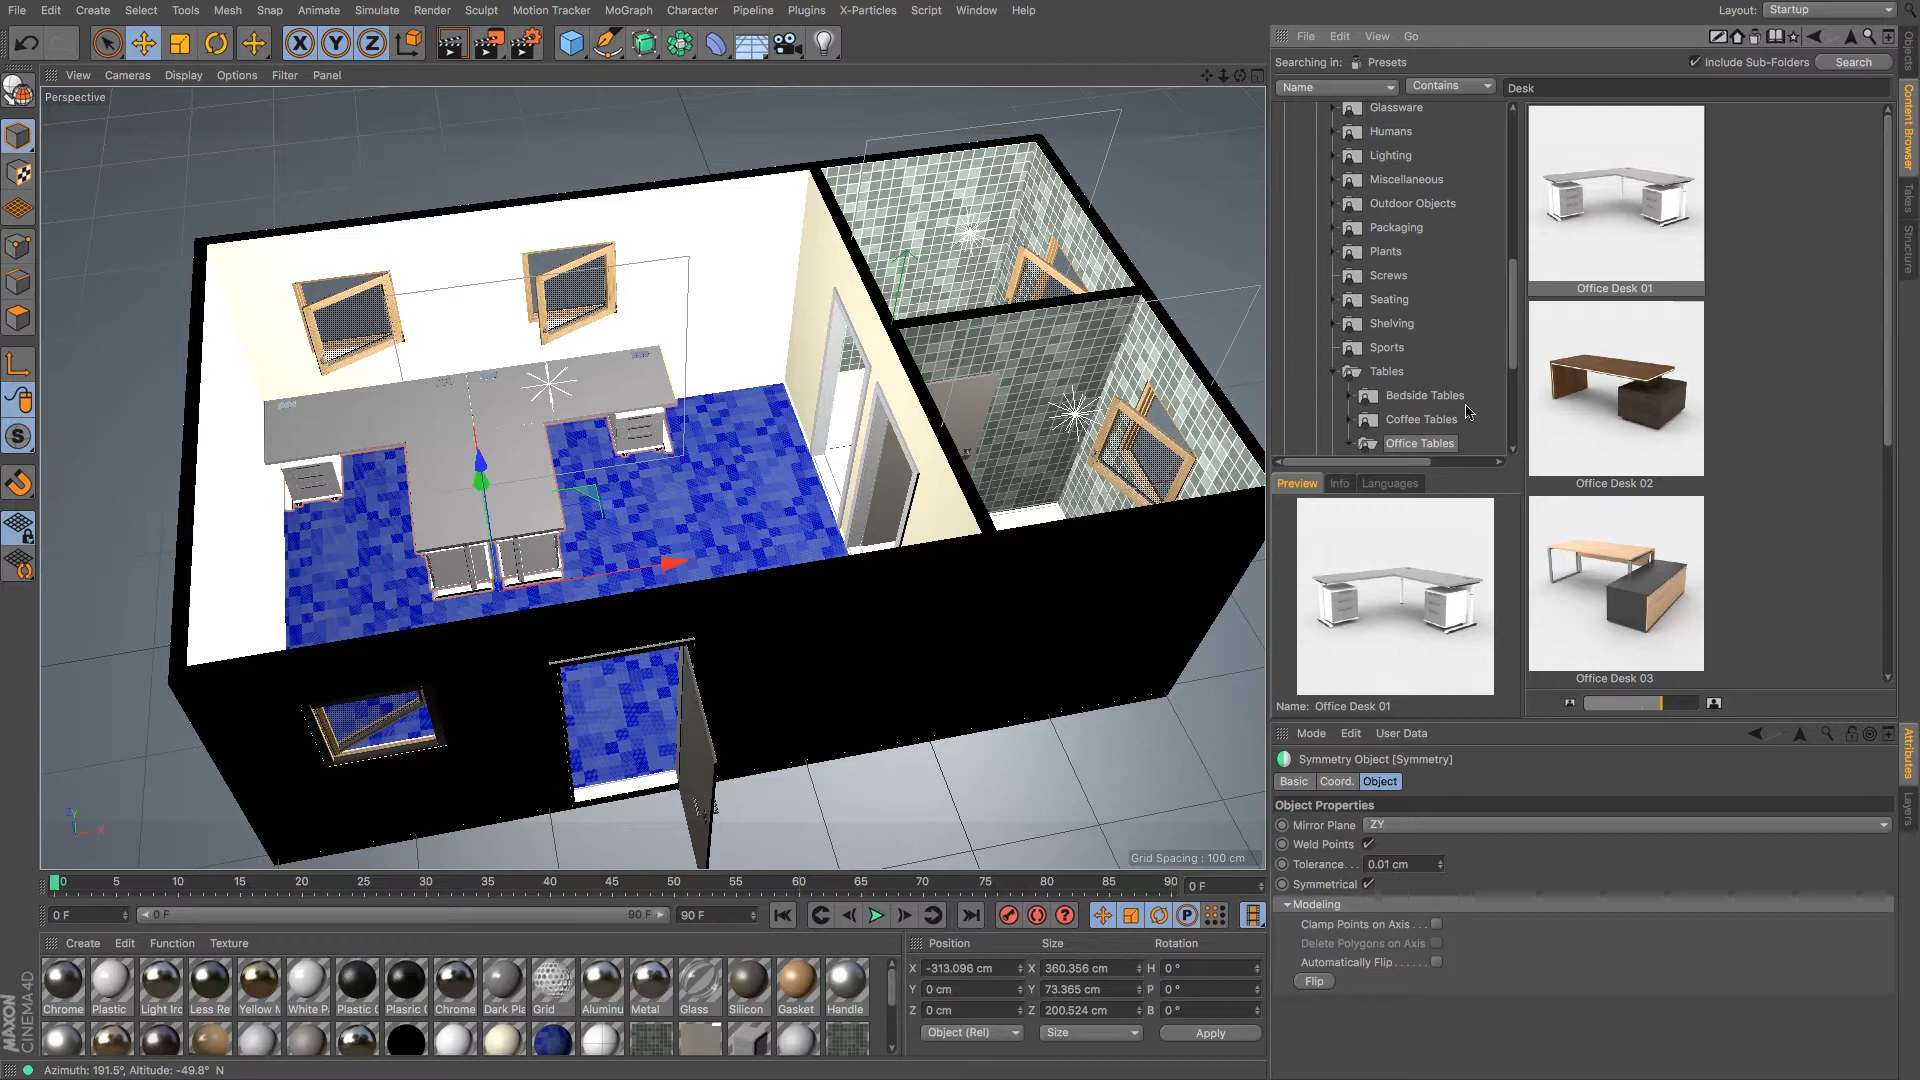 File Edit Create Select Tools Mesh Snap Animate Simulate Render Sculpt Motion Tracker MoGraph Character Pipeline Plugins X-Particles Script Window Help
Layout: Startup
File Edit View Go
View Cameras Display Options Filter Panel
Perspective
Searching in: Presets
Include Sub-Folders Search
Name Contains Desk
Glassware
Humans
Lighting
Miscellaneous
Outdoor Objects
Packaging
Plants
Screws
Seating
Shelving
Sports
Tables
Bedside Tables
Coffee Tables
Office Tables
Office Desk 01
Office Desk 02
Office Desk 03
Preview Info Languages
Name: Office Desk 01
Objects
Content Browser
Takes
Structure
Mode Edit User Data
Symmetry Object [Symmetry]
Basic Coord. Object
Object Properties
Mirror Plane ZY
Weld Points
Tolerance. . . 0.01 cm
Symmetrical
Modeling
Clamp Points on Axis . . .
Delete Polygons on Axis
Automatically Flip . . . . . .
Flip
Attributes
Layers
Grid Spacing : 100 cm
0 5 10 15 20 25 30 35 40 45 50 55 60 65 70 75 80 85 90
0 F
0 F 0 F 90 F 90 F
Create Edit Function Texture
Position Size Rotation
X -313.096 cm X 360.356 cm H 0 °
Y 0 cm Y 73.365 cm P 0 °
Z 0 cm Z 200.524 cm B 0 °
Object (Rel) Size Apply
Chrome Plastic Light Iro Less Re Yellow M White P Plastic Plasric Chrome Dark Pla Grid Aluminu Metal Glass Silicon Gasket Handle
MAXON
CINEMA 4D
Azimuth: 191.5°, Altitude: -49.8° N